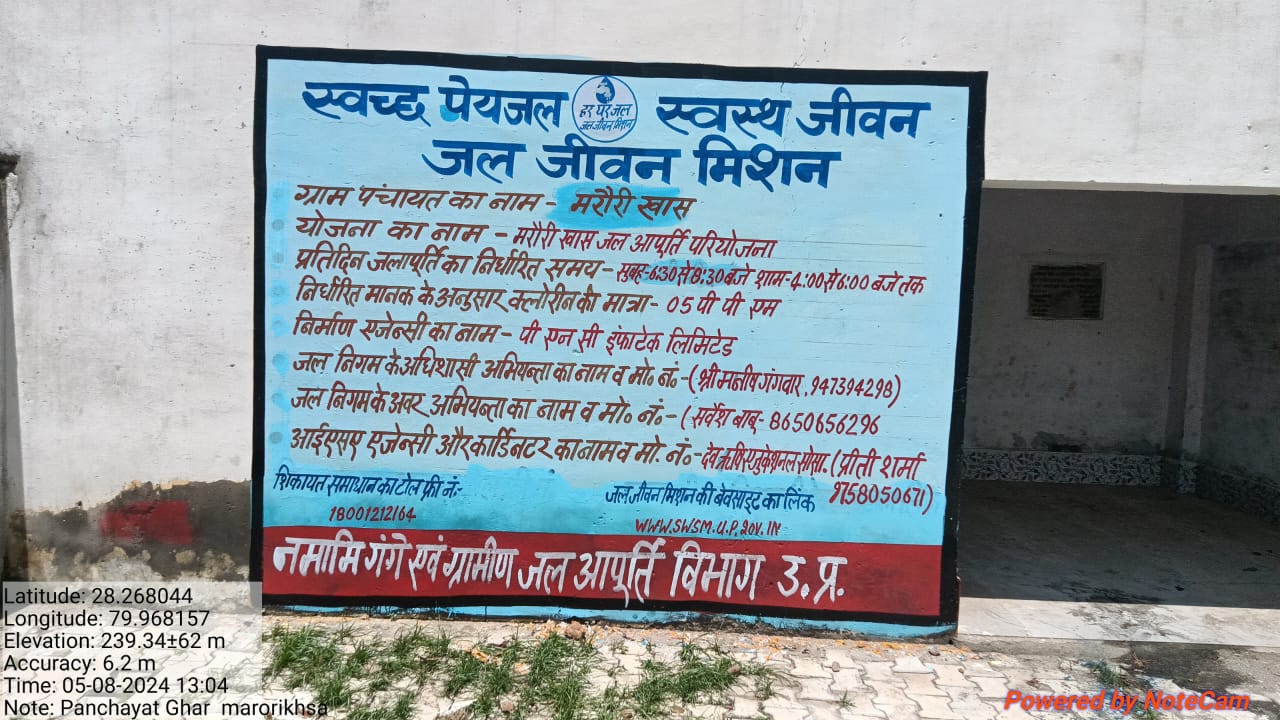 स्वच्छ पेयजल स्वस्थ जीवन
हर घर जल
जल जीवन मिशन
जल जीवन मिशन
ग्राम पंचायत का नाम - मरौरी खास
योजना का नाम - मरौरी खास जल आपूर्ति परियोजना
प्रतिदिन जलापूर्ति का निर्धारित समय - सुबह-6:30 से 8:30 बजे शाम-4:00 से 6:00 बजे तक
निर्धारित मानक के अनुसार क्लोरीन की मात्रा - 05 पी पी एम
निर्माण एजेन्सी का नाम - पी एन सी इंफाटेक लिमिटेड
जल निगम के अधिशासी अभियन्ता का नाम व मो० नं०-(श्री मनीष गंगवार, 947394298)
जल निगम के अवर अभियन्ता का नाम व मो० नं०-(सर्वेश बाबू- 8650656296
आईएसए एजेन्सी और कार्डिनटर का नाम व मो. नं०-देव ऋषि एजुकेशनल सोसा. (प्रीती शर्मा
9758050671)
शिकायत समाधान का टोल फ्री नं:-
18001212164
जल जीवन मिशन की बेवसाइट का लिंक
WWW.SWSM.U.P.GOV.IN
नमामि गंगे एवं ग्रामीण जल आपूर्ति विभाग उ.प्र.
Latitude: 28.268044
Longitude: 79.968157
Elevation: 239.34±62 m
Accuracy: 6.2 m
Time: 05-08-2024 13:04
Note: Panchayat Ghar marorikhsa
Powered by NoteCam